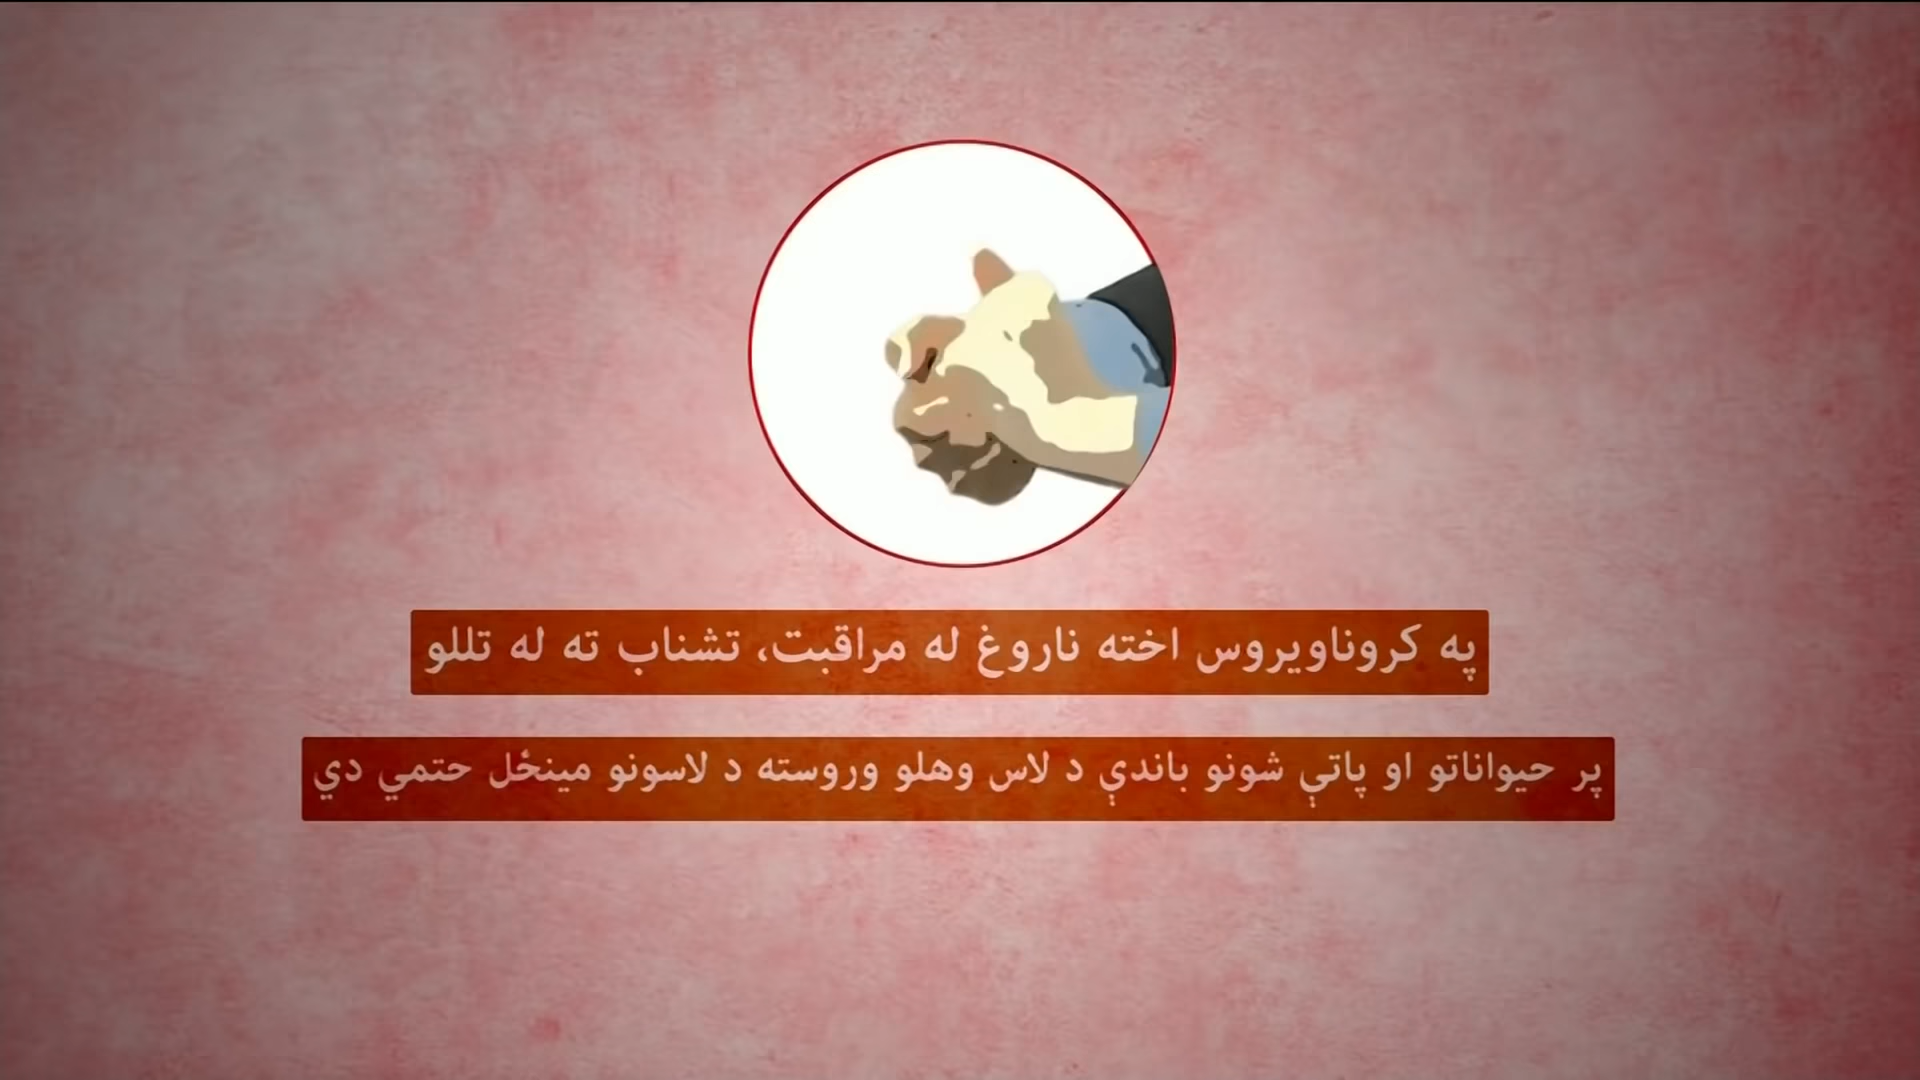 په کروناویروس اخته ناروغ له مراقبت، تشناب ته له تللو
پر حیواناتو او پاتې شونو باندې د لاس وهلو وروسته د لاسونو مینځل حتمي دي